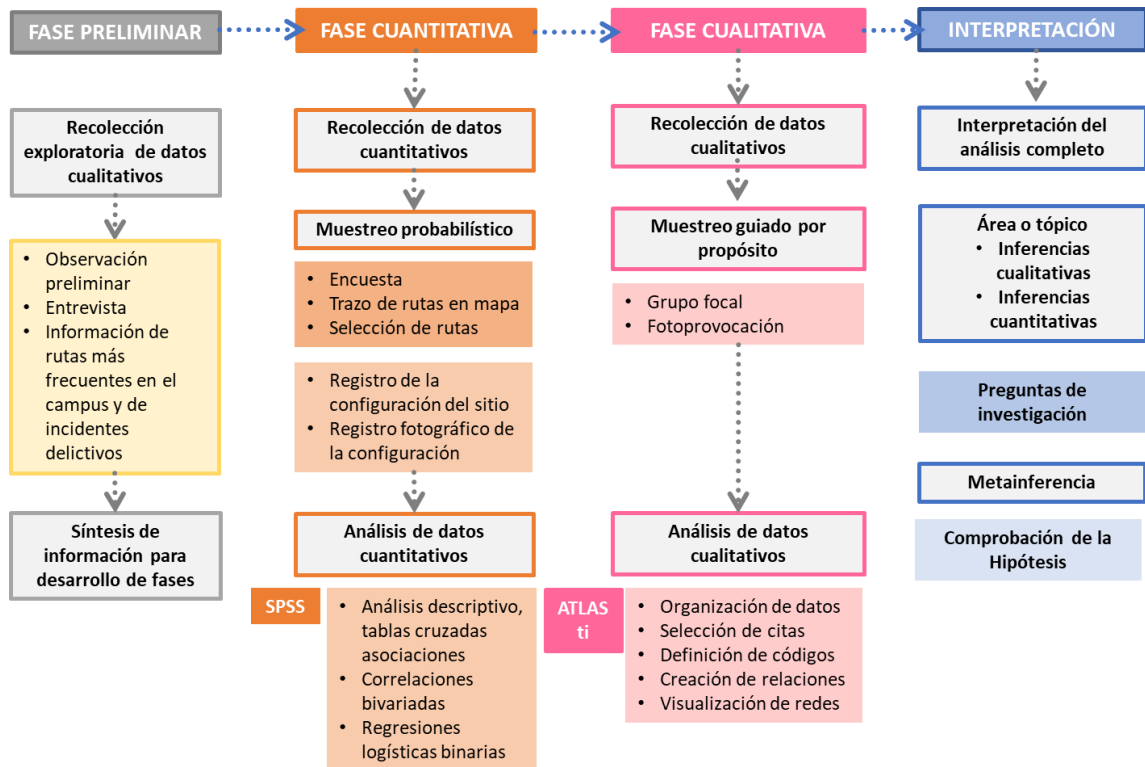 FASE PRELIMINAR
FASE CUANTITATIVA
FASE CUALITATIVA
INTERPRETACIÓN
Recolección
exploratoria de datos
cualitativos
• Observación
preliminar
• Entrevista
• Información de
rutas más
frecuentes en el
campus y de
incidentes
delictivos
Síntesis de
información para
desarrollo de fases
Recolección de datos
cuantitativos
Muestreo probabilístico
• Encuesta
• Trazo de rutas en mapa
• Selección de rutas
• Registro de la
configuración del sitio
• Registro fotográfico de
la configuración
Análisis de datos
cuantitativos
SPSS
• Análisis descriptivo,
tablas cruzadas
asociaciones
• Correlaciones
bivariadas
• Regresiones
logísticas binarias
Recolección de datos
cualitativos
Muestreo guiado por
propósito
• Grupo focal
• Fotoprovocación
Análisis de datos
cualitativos
ATLAS
ti
• Organización de datos
• Selección de citas
• Definición de códigos
• Creación de relaciones
• Visualización de redes
Interpretación del
análisis completo
Área o tópico
• Inferencias
cualitativas
• Inferencias
cuantitativas
Preguntas de
investigación
Metainferencia
Comprobación de la
Hipótesis